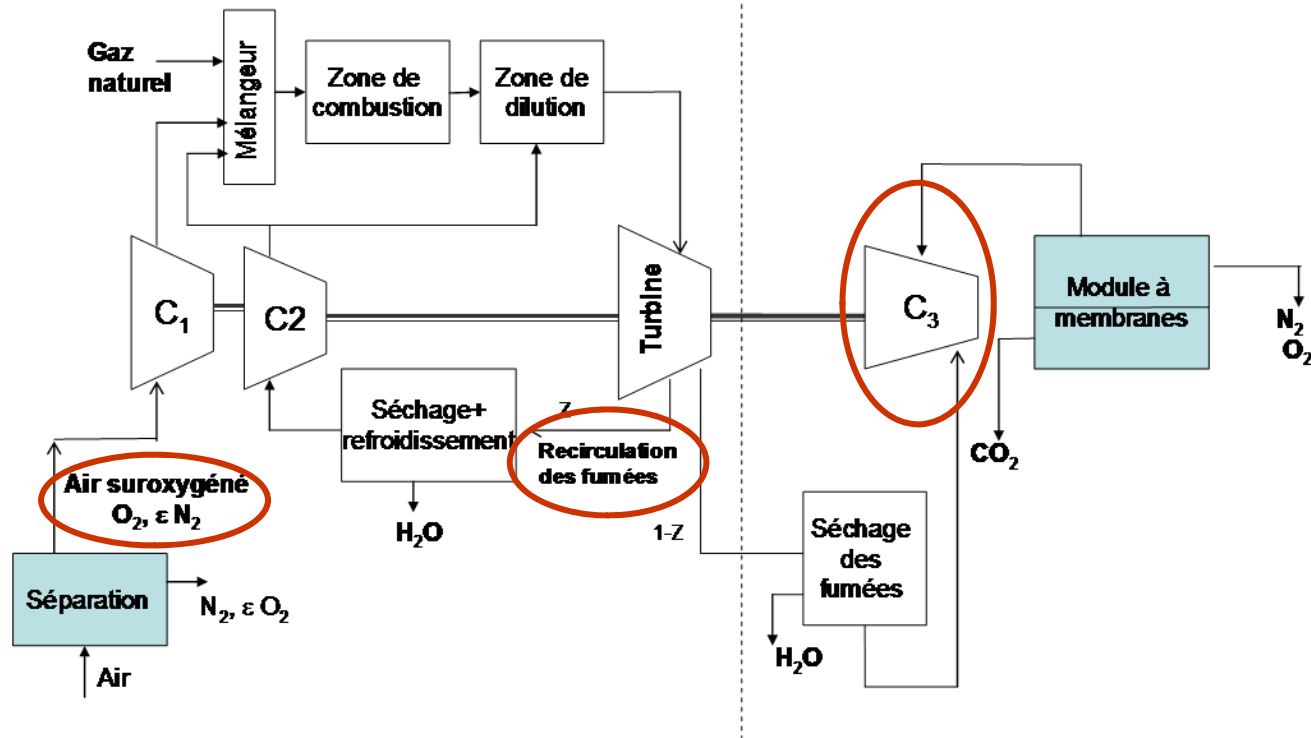 Gaz
naturel
Mélangeur
Zone de
combustion
Zone de
dilution
C₁
C2
Turbine
C₃
Module à
membranes
N₂
O₂
CO₂
Séchage+
refroidissement
Z
Recirculation
des fumées
H₂O
1-Z
Séchage
des
fumées
H₂O
Air suroxygéné
O₂, ε N₂
Séparation
N₂, ε O₂
Air